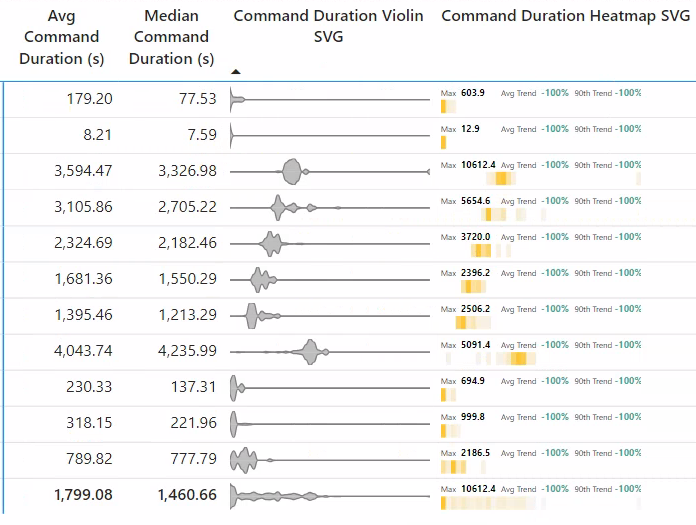 Avg Command Duration (s) Median Command Duration (s) Command Duration Violin SVG Command Duration Heatmap SVG
179.20 77.53 Max 603.9 Avg Trend -100% 90th Trend -100%
8.21 7.59 Max 12.9 Avg Trend -100% 90th Trend -100%
3,594.47 3,326.98 Max 10612.4 Avg Trend -100% 90th Trend -100%
3,105.86 2,705.22 Max 5654.6 Avg Trend -100% 90th Trend -100%
2,324.69 2,182.46 Max 3720.0 Avg Trend -100% 90th Trend -100%
1,681.36 1,550.29 Max 2396.2 Avg Trend -100% 90th Trend -100%
1,395.46 1,213.29 Max 2506.2 Avg Trend -100% 90th Trend -100%
4,043.74 4,235.99 Max 5091.4 Avg Trend -100% 90th Trend -100%
230.33 137.31 Max 694.9 Avg Trend -100% 90th Trend -100%
318.15 221.96 Max 999.8 Avg Trend -100% 90th Trend -100%
789.82 777.79 Max 2186.5 Avg Trend -100% 90th Trend -100%
1,799.08 1,460.66 Max 10612.4 Avg Trend -100% 90th Trend -100%